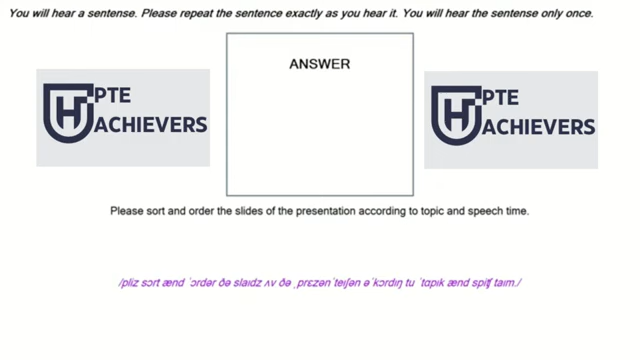 You will hear a sentence. Please repeat the sentence exactly as you hear it. You will hear the sentence only once.
ANSWER
PTE
ACHIEVERS
PTE
ACHIEVERS
Please sort and order the slides of the presentation according to topic and speech time.
/pliz sɔrt ænd ˈɔrdər ðə slaɪdz ʌv ðə ˌprɛzənˈteɪʃən əˈkɔrdɪŋ tu ˈtɑpɪk ænd spiʧ taɪm./